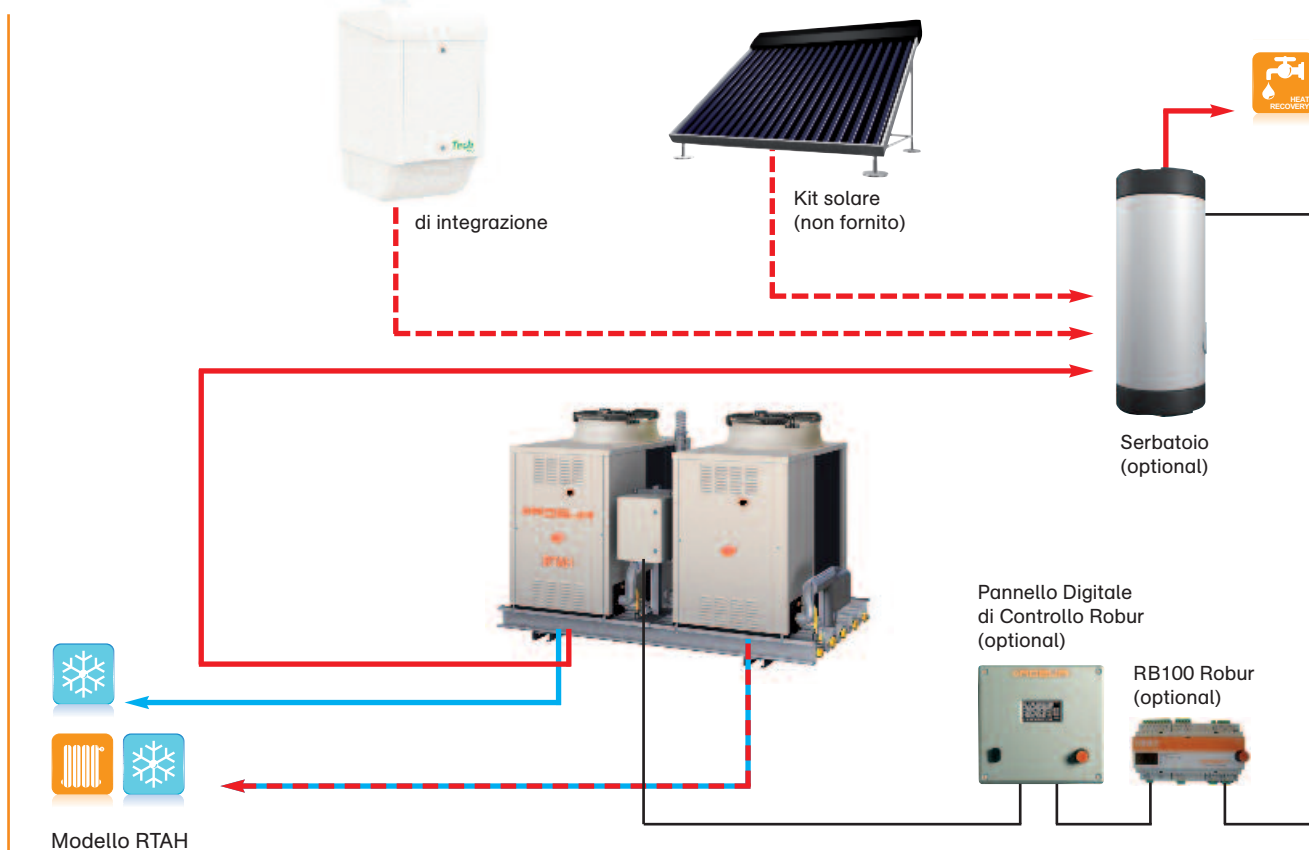 HEAT
RECOVERY
Tech
di integrazione
Kit solare
(non fornito)
Serbatoio
(optional)
Pannello Digitale
di Controllo Robur
(optional)
RB100 Robur
(optional)
Modello RTAH